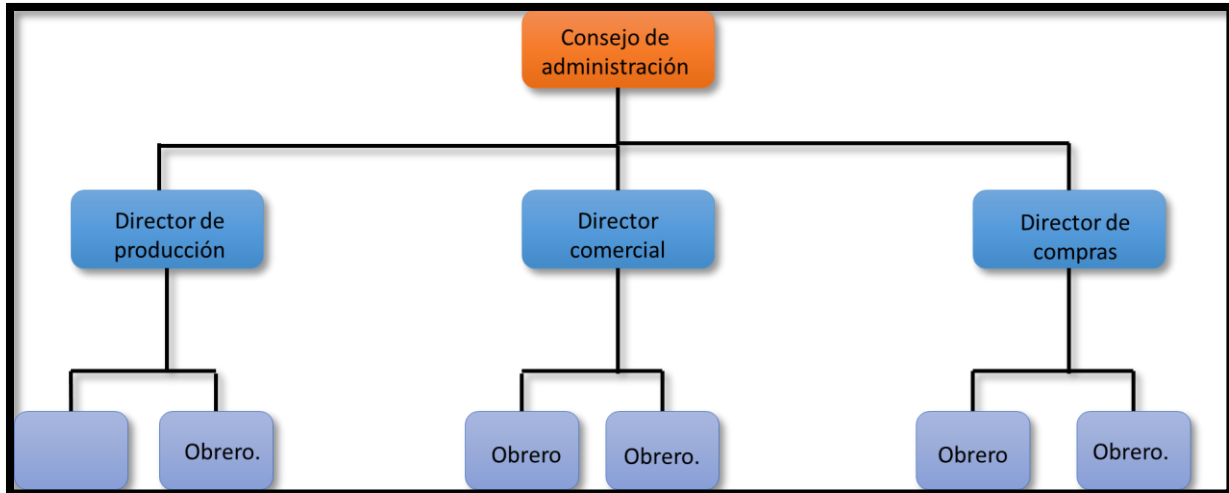 Consejo de
administración
Director de
producción
Director
comercial
Director de
compras
Obrero.
Obrero
Obrero.
Obrero
Obrero.